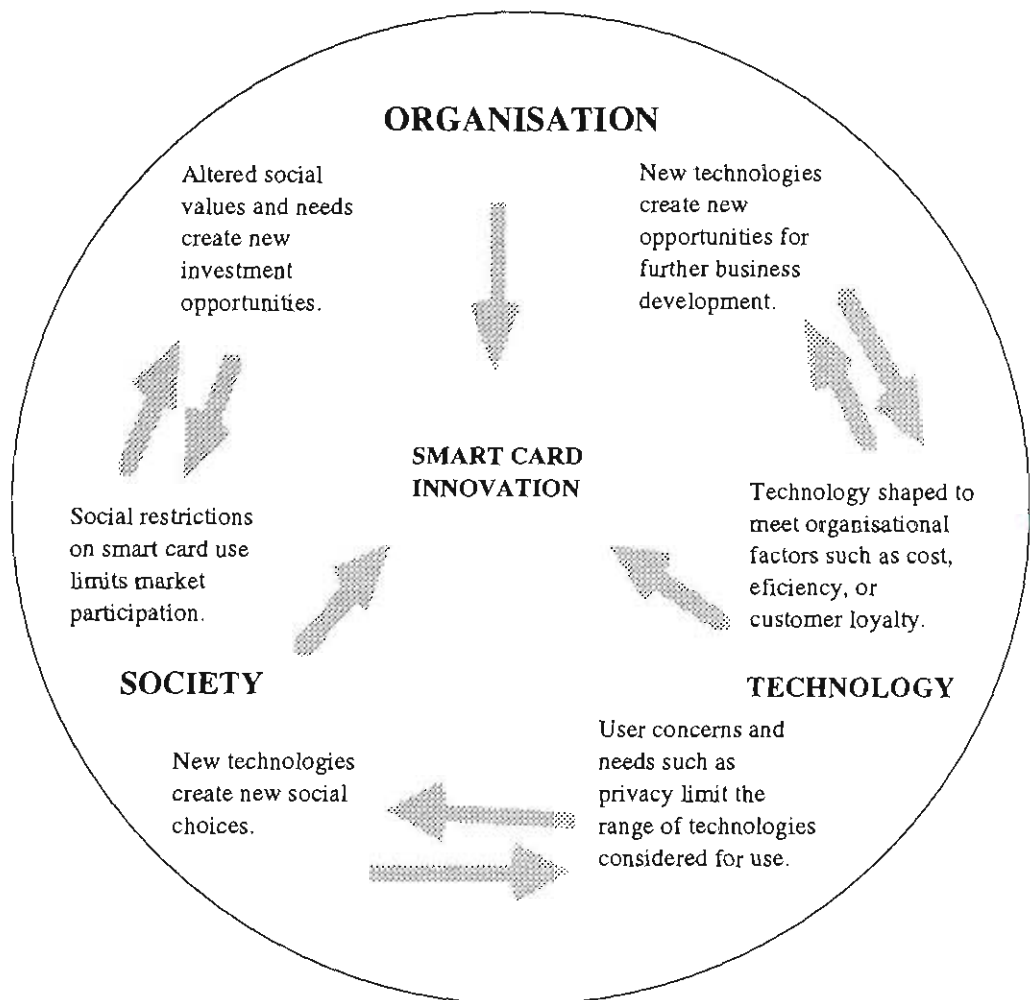 ORGANISATION
Altered social
values and needs
create new
investment
opportunities.
New technologies
create new
opportunities for
further business
development.
SMART CARD
INNOVATION
Social restrictions
on smart card use
limits market
participation.
Technology shaped to
meet organisational
factors such as cost,
eficiency, or
customer loyalty.
SOCIETY
TECHNOLOGY
New technologies
create new social
choices.
User concerns and
needs such as
privacy limit the
range of technologies
considered for use.